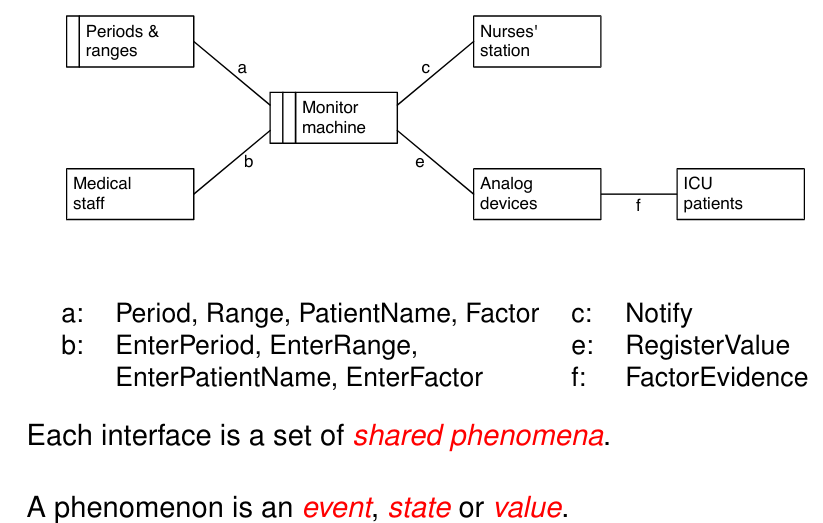 Periods &
ranges
Nurses'
station
a
c
Monitor
machine
b
e
Medical
staff
Analog
devices
f
ICU
patients
a: Period, Range, PatientName, Factor c: Notify
b: EnterPeriod, EnterRange, e: RegisterValue
EnterPatientName, EnterFactor f: FactorEvidence
Each interface is a set of shared phenomena.
A phenomenon is an event, state or value.